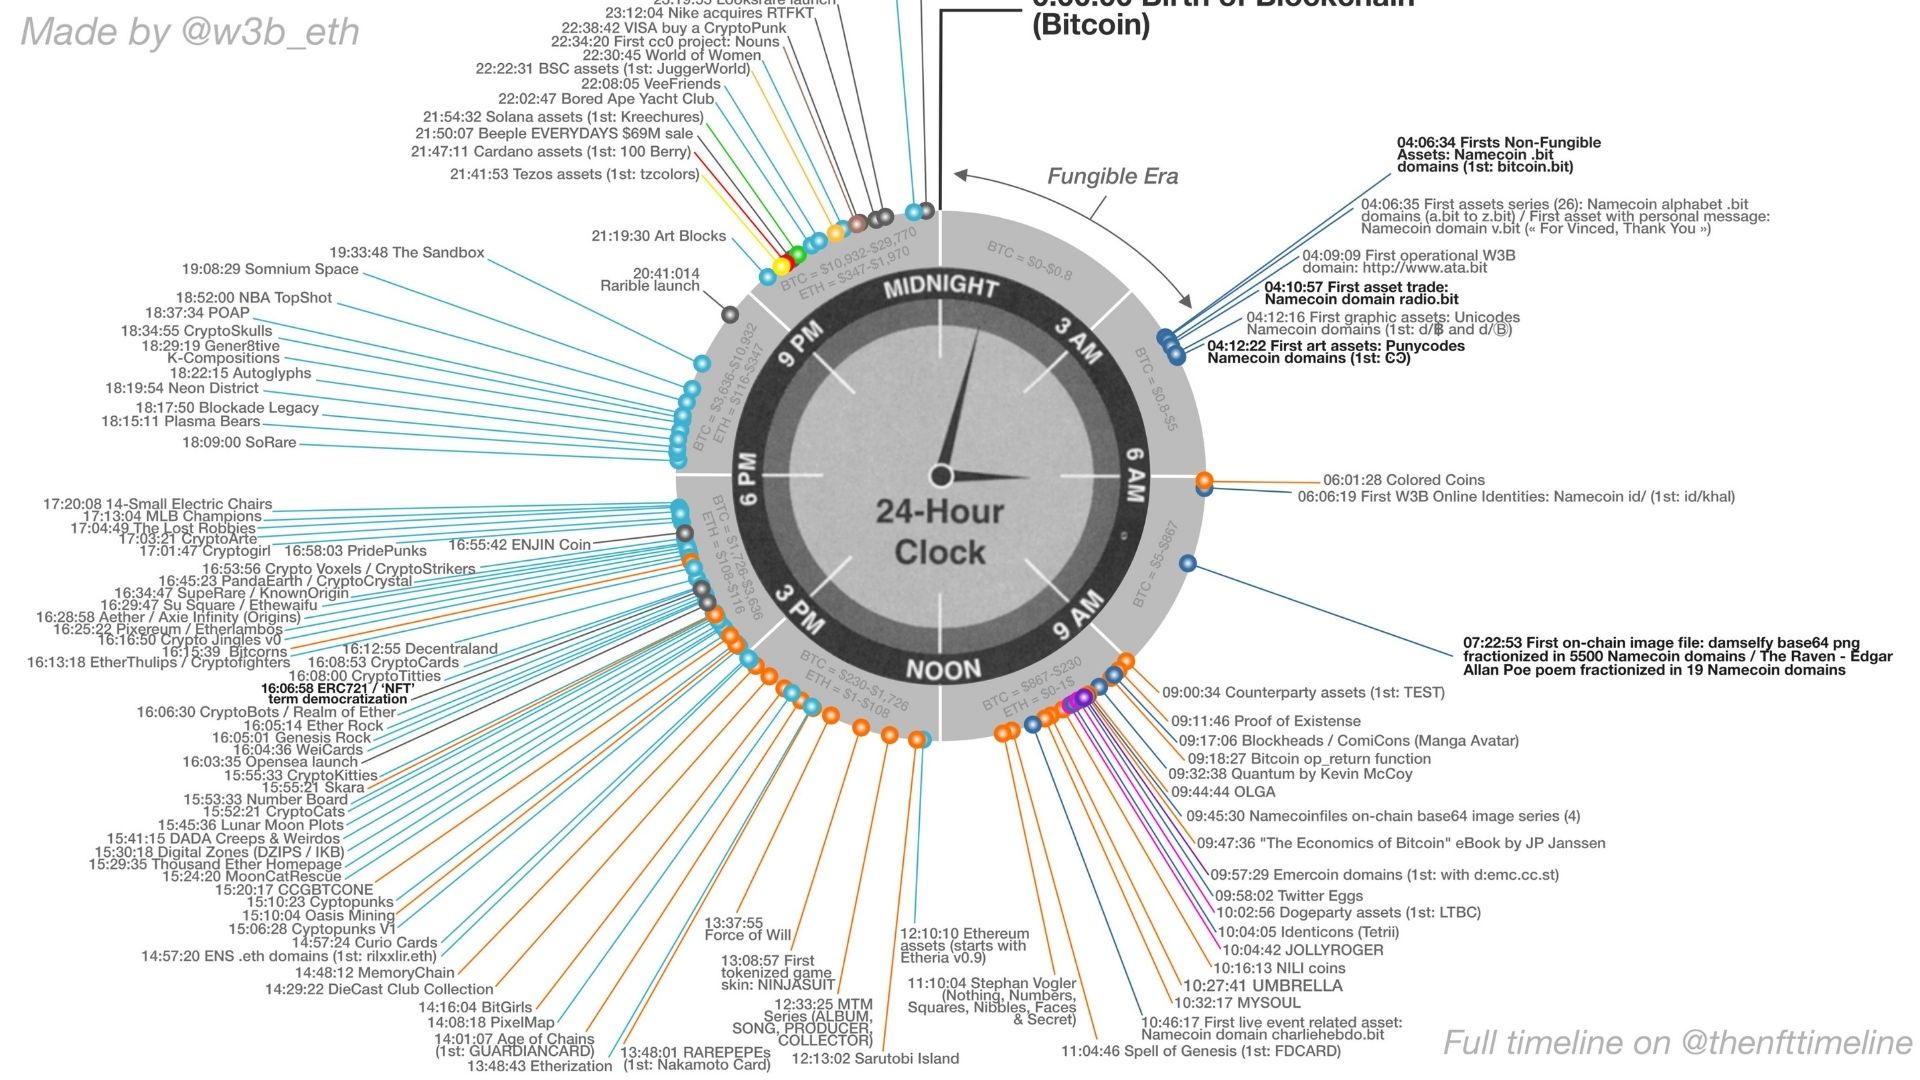 Made by @w3b_eth
23:12:04 Nike acquires RTFKT
22:38:42 VISA buy a CryptoPunk
22:34:20 First cc0 project: Nouns
22:30:45 World of Women
22:22:31 BSC assets (1st: JuggerWorld)
22:08:05 VeeFriends
22:02:47 Bored Ape Yacht Club
21:54:32 Solana assets (1st: Kreechures)
21:50:07 Beeple EVERYDAYS $69M sale
21:47:11 Cardano assets (1st: 100 Berry)
21:41:53 Tezos assets (1st: tzcolors)
21:19:30 Art Blocks
20:41:014
Rarible launch
19:33:48 The Sandbox
19:08:29 Somnium Space
18:52:00 NBA TopShot
18:37:34 POAP
18:34:55 CryptoSkulls
18:29:19 Gener8tive
K-Compositions
18:22:15 Autoglyphs
18:19:54 Neon District
18:17:50 Blockade Legacy
18:15:11 Plasma Bears
18:09:00 SoRare
17:20:08 14-Small Electric Chairs
17:13:04 MLB Champions
17:04:49 The Lost Robbies
17:03:21 CryptoArte
17:01:47 Cryptogirl
16:58:03 PridePunks
16:55:42 ENJIN Coin
16:53:56 Crypto Voxels / CryptoStrikers
16:45:23 PandaEarth / CryptoCrystal
16:34:47 SupeRare / KnownOrigin
16:29:47 Su Square / Ethewaifu
16:28:58 Aether / Axie Infinity (Origins)
16:25:22 Pixereum / Etherlambos
16:16:50 Crypto Jingles v0
16:15:39 Bitcorns
16:13:18 EtherThulips / Cryptofighters
16:12:55 Decentraland
16:08:53 CryptoCards
16:08:00 CryptoTitties
16:06:58 ERC721 / ‘NFT’
term democratization
16:06:30 CryptoBots / Realm of Ether
16:05:14 Ether Rock
16:05:01 Genesis Rock
16:04:36 WeiCards
16:03:35 Opensea launch
15:55:33 CryptoKitties
15:55:21 Skara
15:53:33 Number Board
15:52:21 CryptoCats
15:45:36 Lunar Moon Plots
15:41:15 DADA Creeps & Weirdos
15:30:18 Digital Zones (DZIPS / IKB)
15:29:35 Thousand Ether Homepage
15:24:20 MoonCatRescue
15:20:17 CCGBTCONE
15:10:23 Cyptopunks
15:10:04 Oasis Mining
15:06:28 Cyptopunks V1
14:57:24 Curio Cards
14:57:20 ENS .eth domains (1st: rilxxlir.eth)
14:48:12 MemoryChain
14:29:22 DieCast Club Collection
14:16:04 BitGirls
14:08:18 PixelMap
14:01:07 Age of Chains
(1st: GUARDIANCARD)
13:48:43 Etherization
13:48:01 RAREPEPEs
(1st: Nakamoto Card)
13:37:55
Force of Will
13:08:57 First
tokenized game
skin: NINJASUIT
12:33:25 MTM
Series (ALBUM,
SONG, PRODUCER,
COLLECTOR)
12:13:02 Sarutobi Island
12:10:10 Ethereum
assets (starts with
Etheria v0.9)
11:10:04 Stephan Vogler
(Nothing, Numbers,
Squares, Nibbles, Faces
& Secret)
11:04:46 Spell of Genesis (1st: FDCARD)
10:46:17 First live event related asset:
Namecoin domain charliehebdo.bit
10:32:17 MYSOUL
10:27:41 UMBRELLA
10:16:13 NILI coins
10:04:42 JOLLYROGER
10:04:05 Identicons (Tetrii)
10:02:56 Dogeparty assets (1st: LTBC)
09:58:02 Twitter Eggs
09:57:29 Emercoin domains (1st: with d:emc.cc.st)
09:47:36 "The Economics of Bitcoin" eBook by JP Janssen
09:45:30 Namecoinfiles on-chain base64 image series (4)
09:44:44 OLGA
09:32:38 Quantum by Kevin McCoy
09:18:27 Bitcoin op_return function
09:17:06 Blockheads / ComiCons (Manga Avatar)
09:11:46 Proof of Existense
09:00:34 Counterparty assets (1st: TEST)
07:22:53 First on-chain image file: damselfy base64 png
fractionized in 5500 Namecoin domains / The Raven - Edgar
Allan Poe poem fractionized in 19 Namecoin domains
06:06:19 First W3B Online Identities: Namecoin id/ (1st: id/khal)
06:01:28 Colored Coins
04:12:22 First art assets: Punycodes
Namecoin domains (1st:
04:12:16 First graphic assets: Unicodes
Namecoin domains (1st: d/฿ and d/Ⓑ)
04:10:57 First asset trade:
Namecoin domain radio.bit
04:09:09 First operational W3B
domain: http://www.ata.bit
04:06:35 First assets series (26): Namecoin alphabet .bit
domains (a.bit to z.bit) / First asset with personal message:
Namecoin domain v.bit (« For Vinced, Thank You »)
04:06:34 Firsts Non-Fungible
Assets: Namecoin .bit
domains (1st: bitcoin.bit)
Fungible Era
(Bitcoin)
MIDNIGHT
3 AM
6 AM
9 AM
NOON
3 PM
6 PM
9 PM
24-Hour
Clock
BTC = $0-$0.8
BTC = $0.8-$5
BTC = $5-$867
BTC = $867-$230
ETH = $0-1$
BTC = $230-$1,726
ETH = $1-$108
BTC = $1,726-$3,636
ETH = $108-$116
BTC = $3,636-$10,932
ETH = $116-$347
BTC = $10,932-$29,770
ETH = $347-$1,970
Full timeline on @thenfttimeline